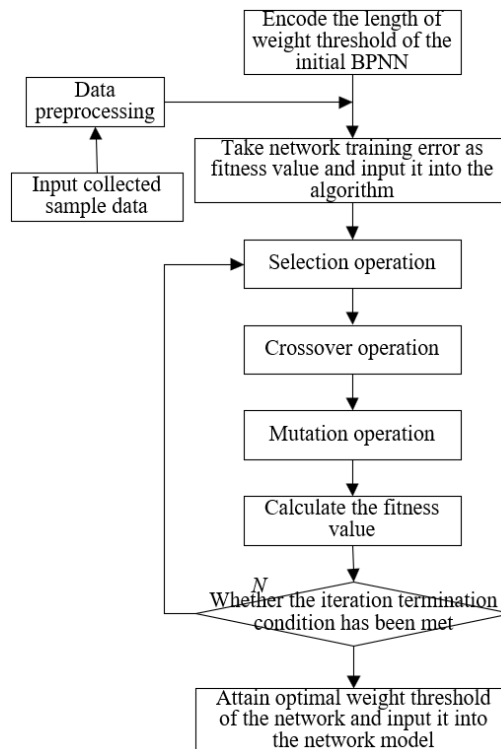 Encode the length of
weight threshold of the
initial BPNN
Data
preprocessing
Input collected
sample data
Take network training error as
fitness value and input it into the
algorithm
Selection operation
Crossover operation
Mutation operation
Calculate the fitness
value
N
Whether the iteration termination
condition has been met
Attain optimal weight threshold
of the network and input it into
the network model